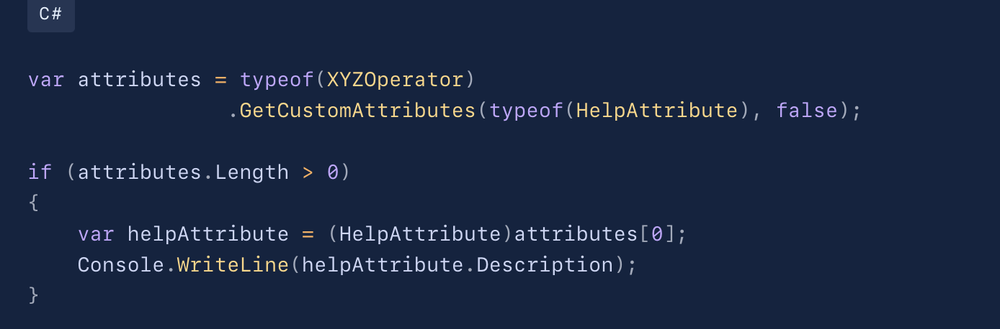 C#
var attributes = typeof(XYZOperator)
.GetCustomAttributes(typeof(HelpAttribute), false);
if (attributes.Length > 0)
{
var helpAttribute = (HelpAttribute)attributes[0];
Console.WriteLine(helpAttribute.Description);
}